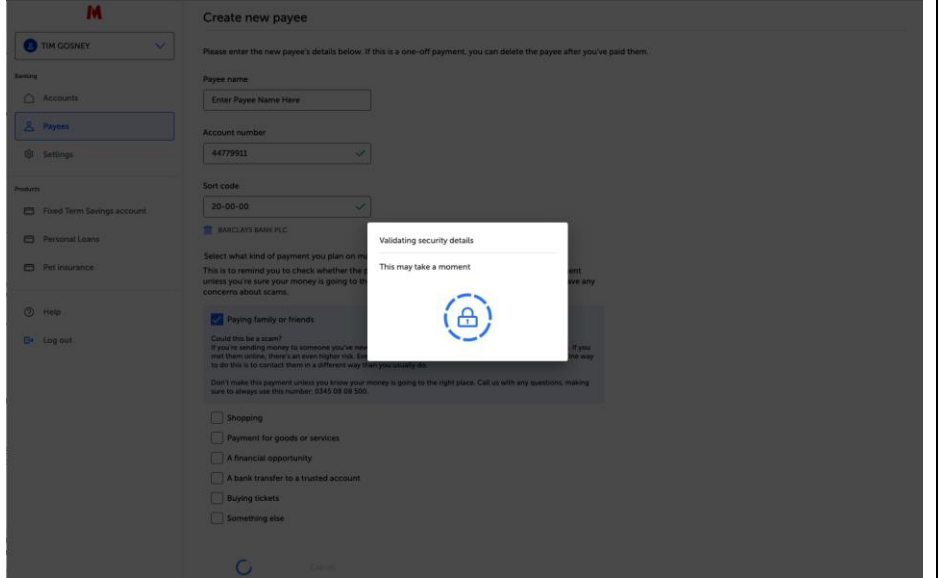 M
Create new payee
TIM GOSNEY
Please enter the new payee's details below. If this is a one-off payment, you can delete the payee after you've paid them.
Banking
Payee name
Accounts
Enter Payee Name Here
Payees
Account number
Settings
44779911
Products
Sort code
Fixed Term Savings account
20-00-00
Personal Loans
BARCLAYS BANK PLC
Pet insurance
Help
Log out
Validating security details
This may take a moment
Select what kind of payment you plan on
This is to remind you to check whether the
unless you're sure your money is going to
concerns about scams.
Paying family or friends
Could this be a scam?
If you're sending money to someone you've
met them online, there's an even higher risk.
to do this is to contact them in a different way than you usually do.
Don't make this payment unless you know your money is going to the right place. Call us with any questions, making
sure to always use this number: 0345 08 08 500.
Shopping
Payment for goods or services
A financial opportunity
A bank transfer to a trusted account
Buying tickets
Something else